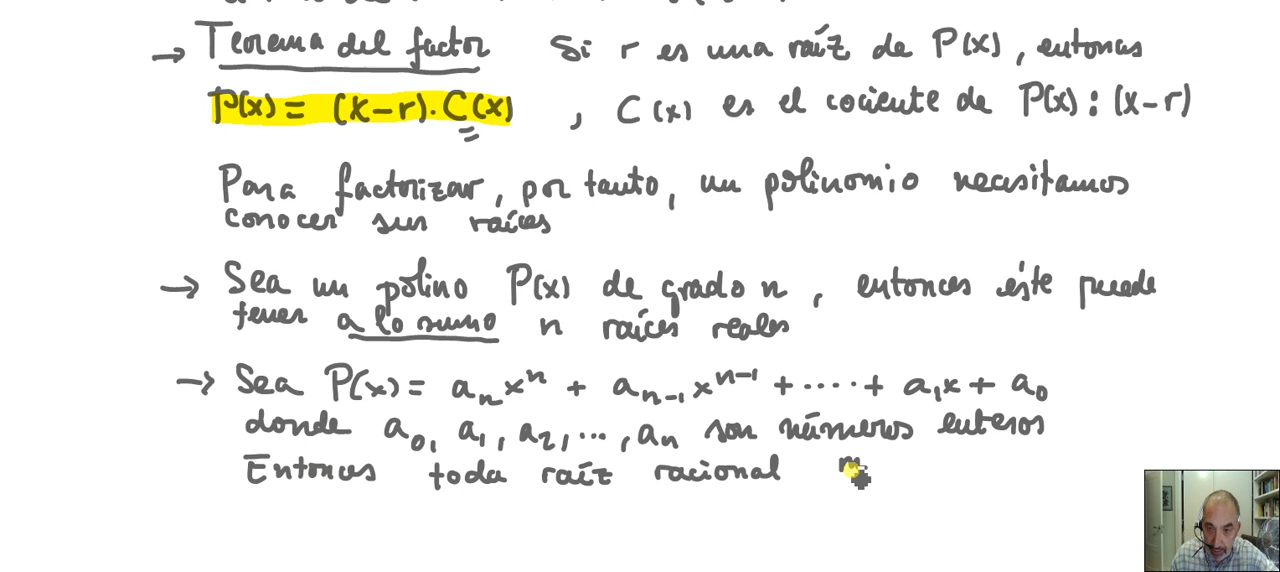 → Teorema del factor Si r es una raíz de P(x), entonces
P(x) = (x-r).C(x) , C(x) es el cociente de P(x):(x-r)
Para factorizar, por tanto, un polinomio necesitamos
conocer sus raíces
→ Sea un polino P(x) de grado n, entonces éste puede
tener a lo sumo n raíces reales
→ Sea P(x) = aₙxⁿ + aₙ₋₁xⁿ⁻¹ + ···· + a₁x + a₀
donde a₀, a₁, a₂, ..., aₙ son números enteros
Entonces toda raíz racional